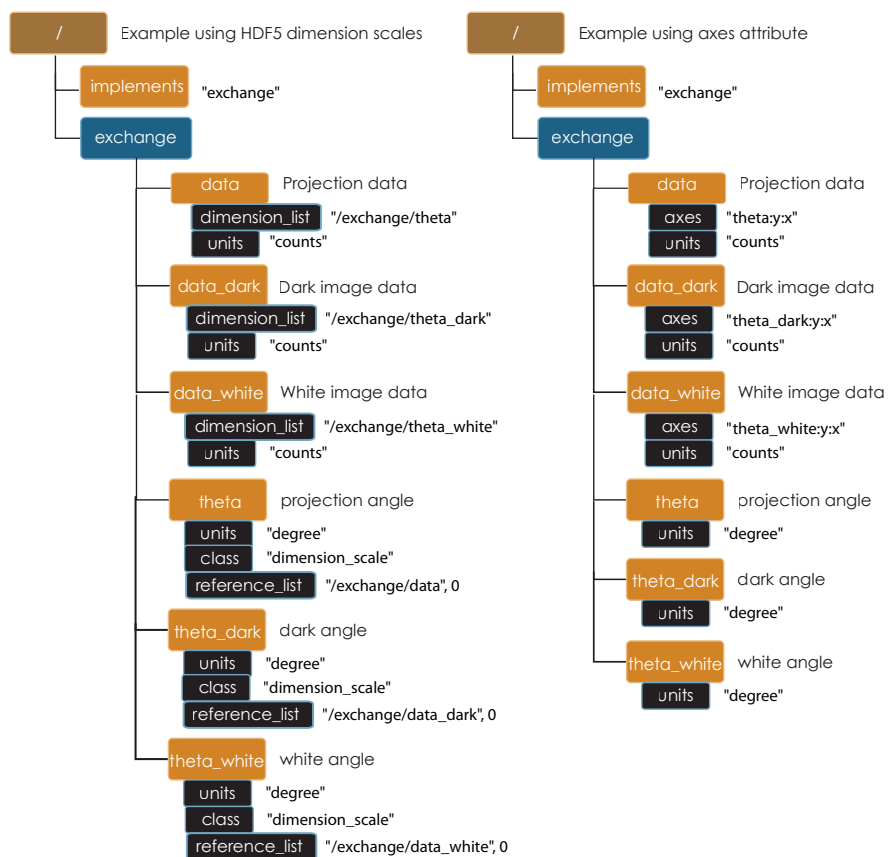 / Example using HDF5 dimension scales
implements "exchange"
exchange
data Projection data
dimension_list "/exchange/theta"
units "counts"
data_dark Dark image data
dimension_list "/exchange/theta_dark"
units "counts"
data_white White image data
dimension_list "/exchange/theta_white"
units "counts"
theta projection angle
units "degree"
class "dimension_scale"
reference_list "/exchange/data", 0
theta_dark dark angle
units "degree"
class "dimension_scale"
reference_list "/exchange/data_dark", 0
theta_white white angle
units "degree"
class "dimension_scale"
reference_list "/exchange/data_white", 0
/ Example using axes attribute
implements "exchange"
exchange
data Projection data
axes "theta:y:x"
units "counts"
data_dark Dark image data
axes "theta_dark:y:x"
units "counts"
data_white White image data
axes "theta_white:y:x"
units "counts"
theta projection angle
units "degree"
theta_dark dark angle
units "degree"
theta_white white angle
units "degree"